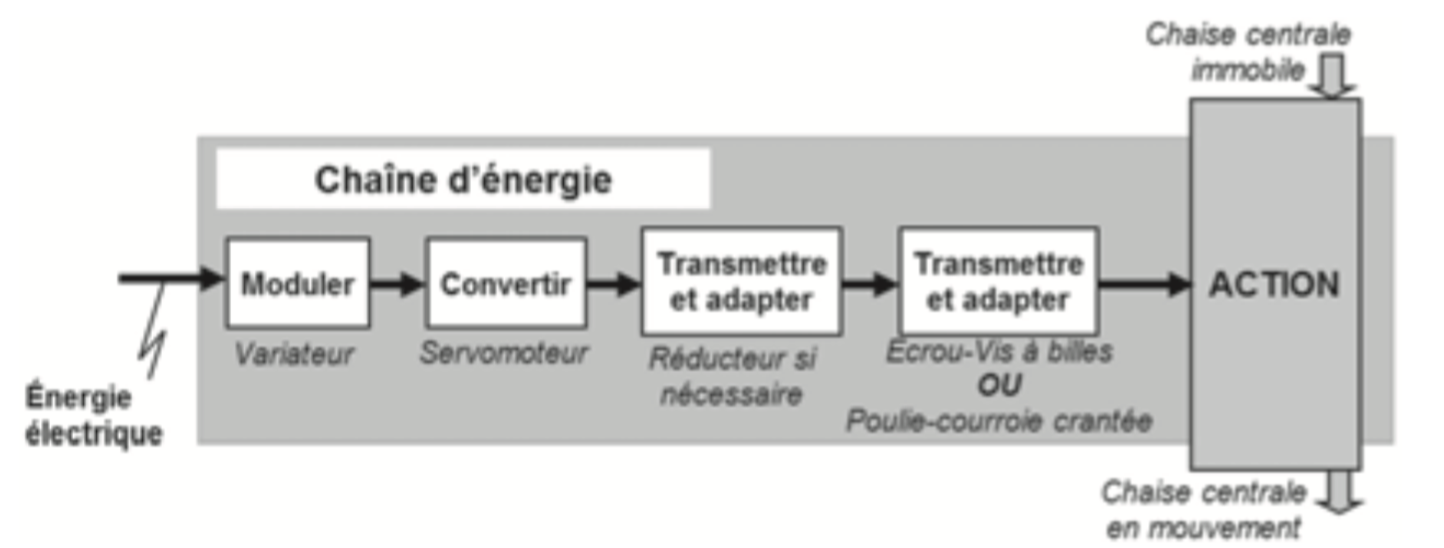 Chaise centrale
immobile
Chaîne d'énergie
Moduler
Variateur
Convertir
Servomoteur
Transmettre
et adapter
Réducteur si
nécessaire
Transmettre
et adapter
Ecrou-Vis à billes
OU
Poulie-courroie crantée
ACTION
Énergie
électrique
Chaise centrale
en mouvement